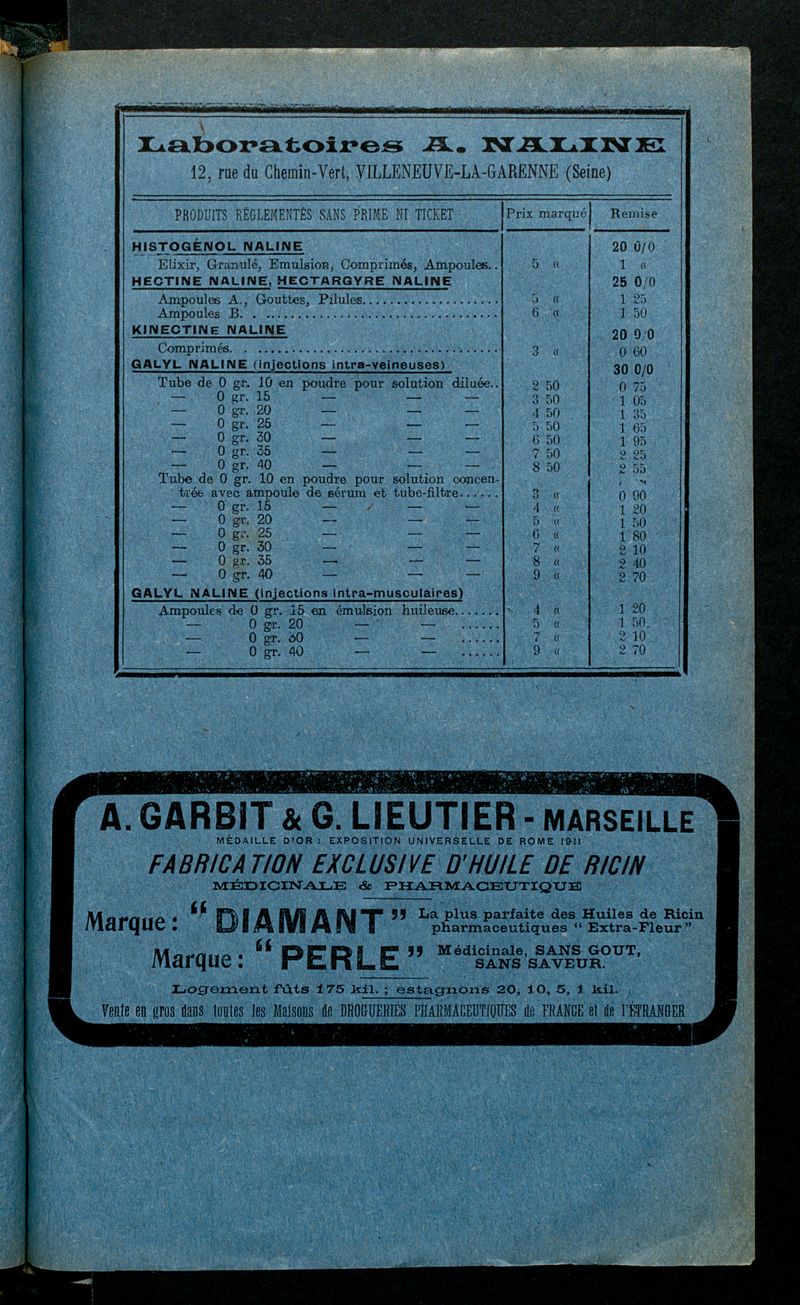 Laboratoires A. NALINE
12, rue du Chemin-Vert, VILLENEUVE-LA-GARENNE (Seine)
PRODUITS RÉGLEMENTÉS SANS PRIME NI TICKET Prix marqué Remise
HISTOGÉNOL NALINE 20 0/0
Elixir, Granulé, Emulsion, Comprimés, Ampoules.. 5 « 1 «
HECTINE NALINE, HECTARGYRE NALINE 25 0/0
Ampoules A., Gouttes, Pilules.................... 5 « 1 25
Ampoules B. .................................. 6 « 1 50
KINECTINE NALINE 20 0/0
Comprimés. .................................... 3 « 0 60
GALYL NALINE (injections intra-veineuses) 30 0/0
Tube de 0 gr. 10 en poudre pour solution diluée.. 2 50 0 75
— 0 gr. 15 — — — 3 50 1 05
— 0 gr. 20 — — — 4 50 1 35
— 0 gr. 25 — — — 5 50 1 65
— 0 gr. 30 — — — 6 50 1 95
— 0 gr. 35 — — — 7 50 2 25
— 0 gr. 40 — — — 8 50 2 55
Tube de 0 gr. 10 en poudre pour solution concen-
trée avec ampoule de sérum et tube-filtre...... 3 « 0 90
— 0 gr. 15 — — — 4 « 1 20
— 0 gr. 20 — — — 5 « 1 50
— 0 gr. 25 — — — 6 « 1 80
— 0 gr. 30 — — — 7 « 2 10
— 0 gr. 35 — — — 8 « 2 40
— 0 gr. 40 — — — 9 « 2 70
GALYL NALINE (injections intra-musculaires)
Ampoules de 0 gr. 15 en émulsion huileuse....... 4 « 1 20
— 0 gr. 20 — — ...... 5 « 1 50
— 0 gr. 30 — — ...... 7 « 2 10
— 0 gr. 40 — — ...... 9 « 2 70
A. GARBIT & G. LIEUTIER - MARSEILLE
MÉDAILLE D'OR : EXPOSITION UNIVERSELLE DE ROME 1911
FABRICATION EXCLUSIVE D'HUILE DE RICIN
MÉDICINALE & PHARMACEUTIQUE
Marque : “ DIAMANT ” La plus parfaite des Huiles de Ricin
pharmaceutiques “ Extra-Fleur ”
Marque : “ PERLE ” Médicinale, SANS GOUT,
SANS SAVEUR.
Logement fûts 175 kil. ; estagnons 20, 10, 5, 1 kil.
Vente en gros dans toutes les Maisons de DROGUERIES PHARMACEUTIQUES de FRANCE et de l'ÉTRANGER